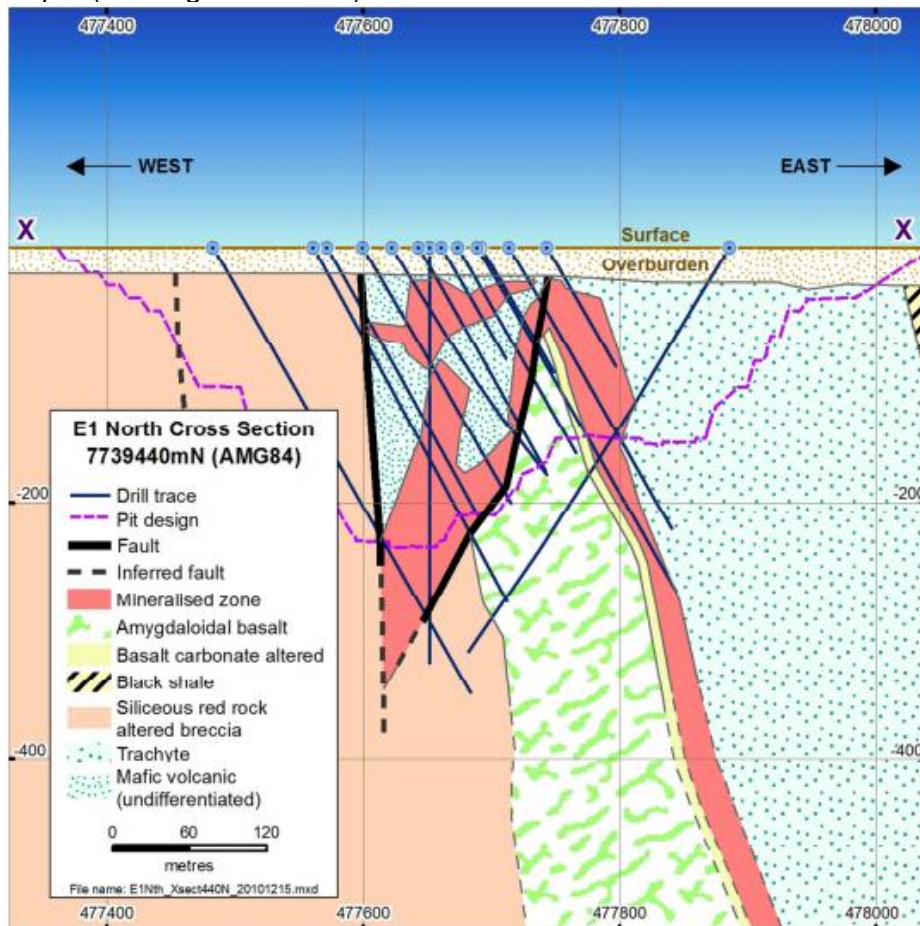 477400 477600 477800 478000
WEST EAST
X X
Surface
Overburden
E1 North Cross Section
7739440mN (AMG84)
Drill trace
Pit design
Fault
Inferred fault
Mineralised zone
Amygdaloidal basalt
Basalt carbonate altered
Black shale
Siliceous red rock
altered breccia
Trachyte
Mafic volcanic
(undifferentiated)
0 60 120
metres
File name: E1Nth_Xsect440N_20101215.mxd
-200 -200
-400 -400
477400 477600 477800 478000